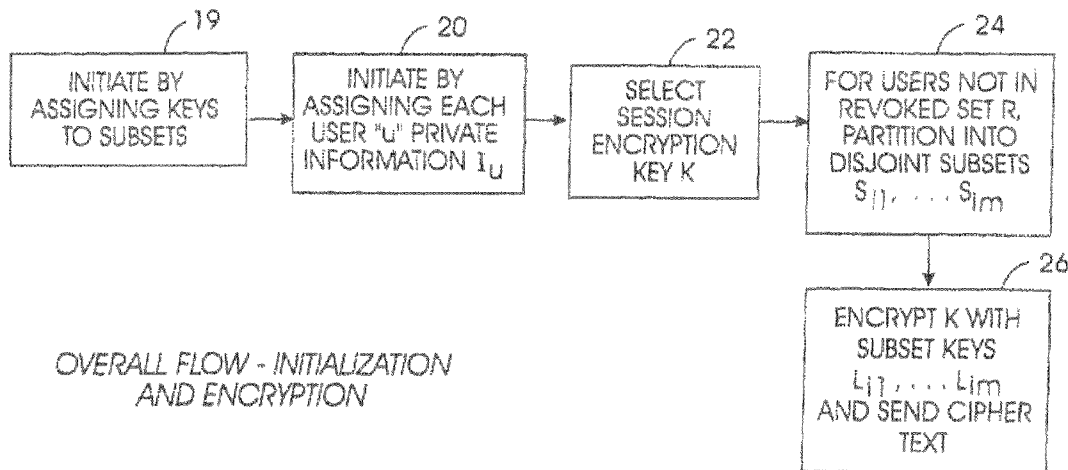 19
INITIATE BY
ASSIGNING KEYS
TO SUBSETS
20
INITIATE BY
ASSIGNING EACH
USER "u" PRIVATE
INFORMATION Iu
22
SELECT
SESSION
ENCRYPTION
KEY K
24
FOR USERS NOT IN
REVOKED SET R,
PARTITION INTO
DISJOINT SUBSETS
Si1, . . . Sim
26
ENCRYPT K WITH
SUBSET KEYS
Li1, . . . Lim
AND SEND CIPHER
TEXT
OVERALL FLOW - INITIALIZATION
AND ENCRYPTION